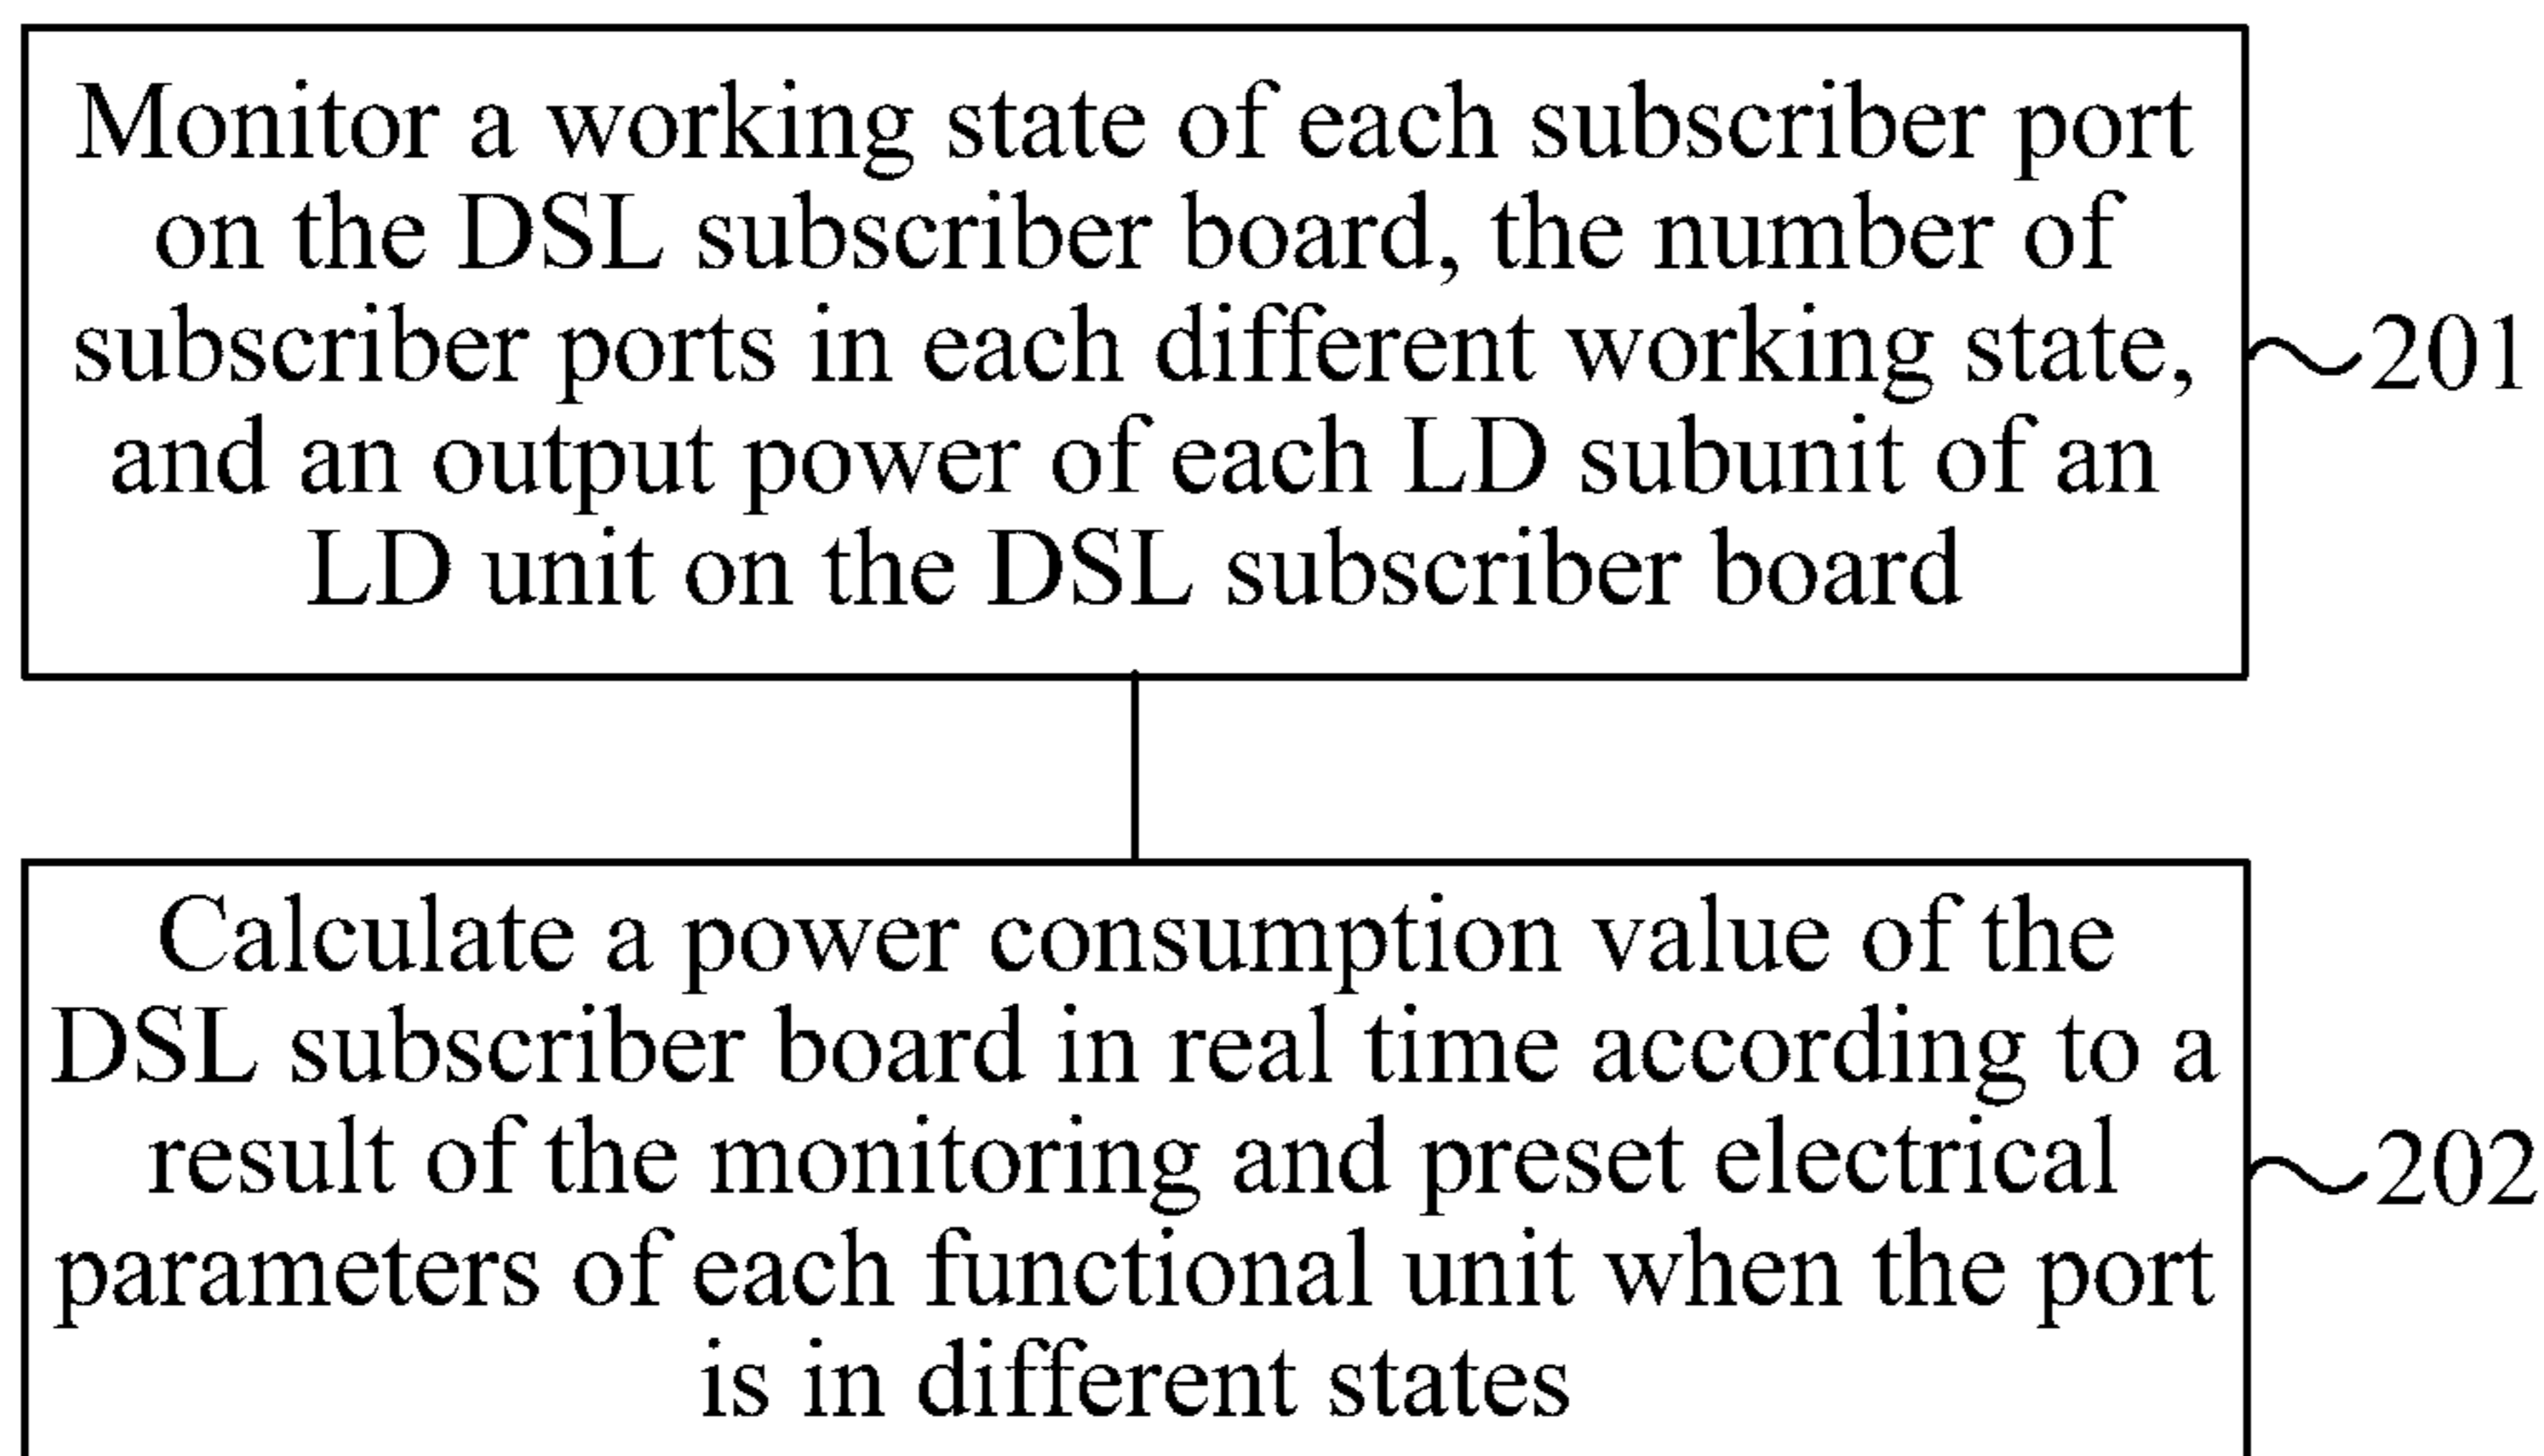 Monitor a working state of each subscriber port
on the DSL subscriber board, the number of
subscriber ports in each different working state,
and an output power of each LD subunit of an
LD unit on the DSL subscriber board
201
Calculate a power consumption value of the
DSL subscriber board in real time according to a
result of the monitoring and preset electrical
parameters of each functional unit when the port
is in different states
202